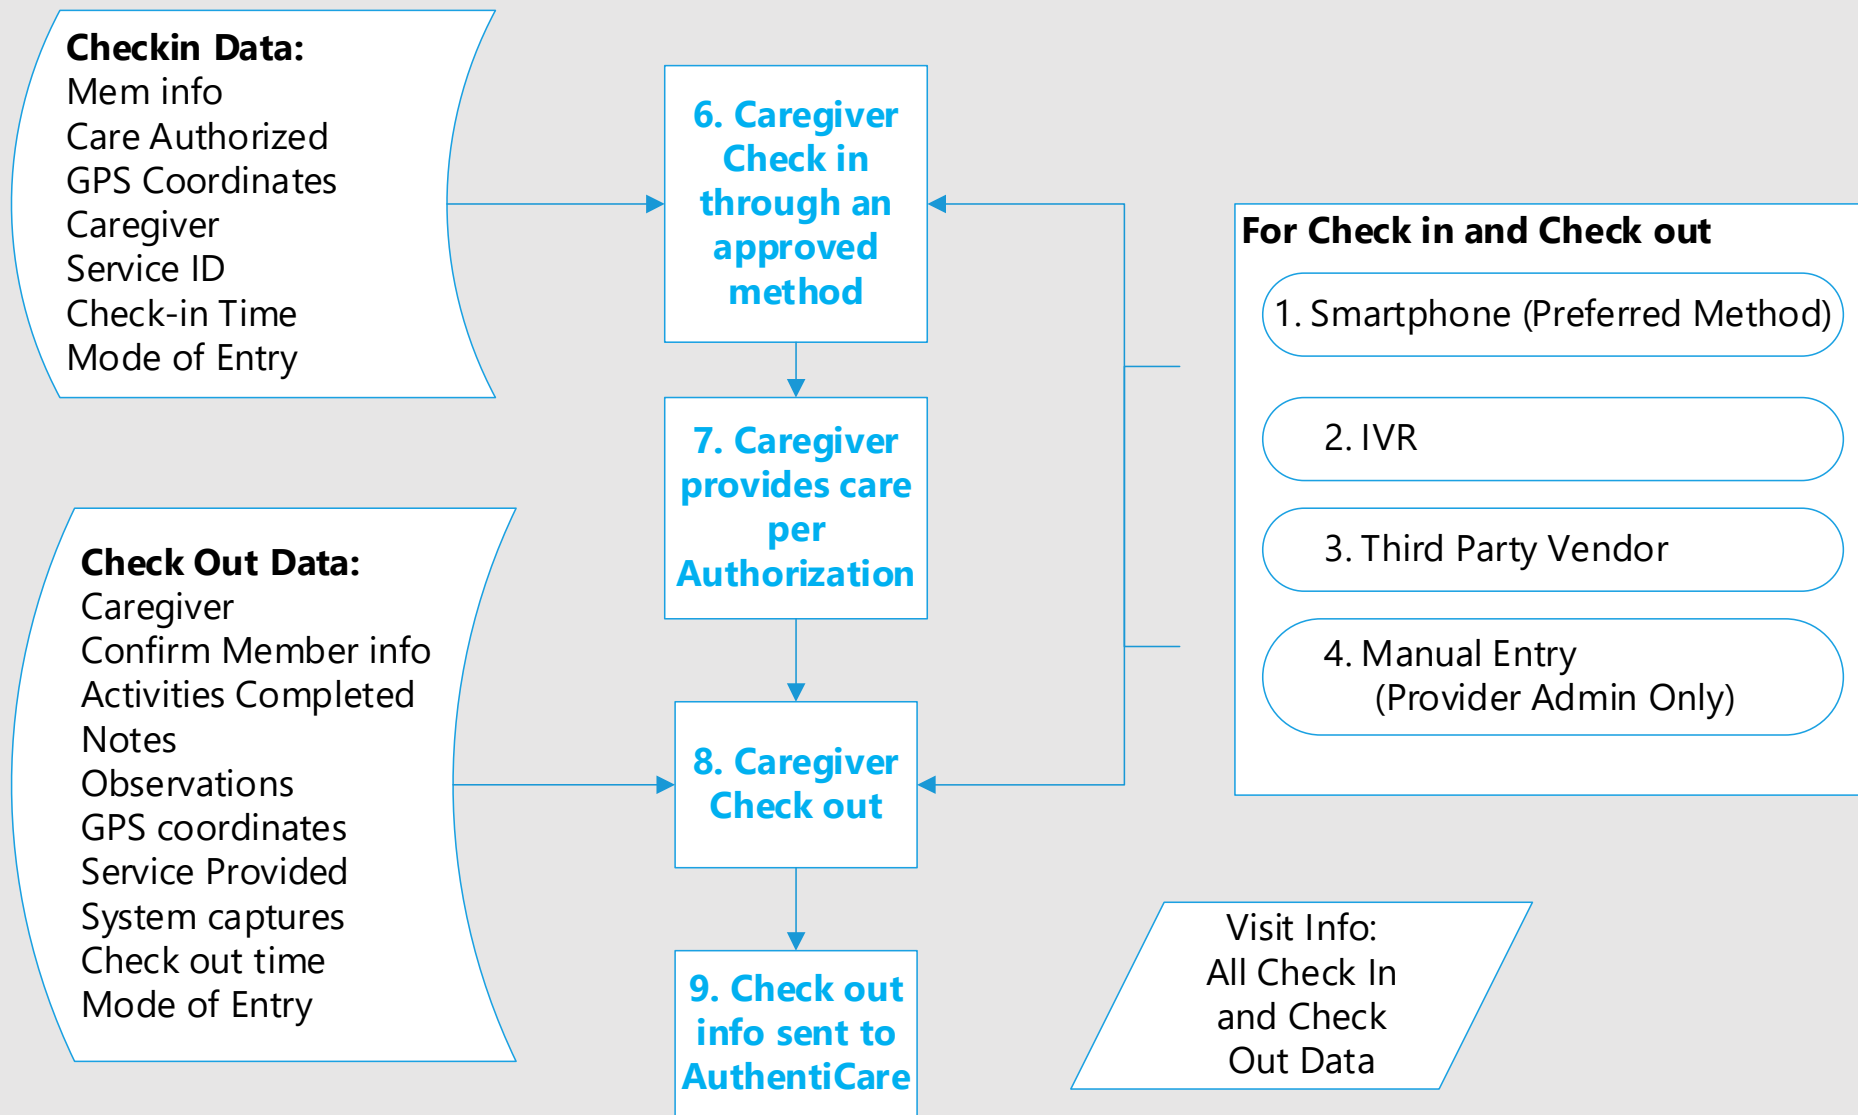 Checkin Data:
Mem info
Care Authorized
GPS Coordinates
Caregiver
Service ID
Check-in Time
Mode of Entry
6. Caregiver
Check in
through an
approved
method
For Check in and Check out
1. Smartphone (Preferred Method)
2. IVR
3. Third Party Vendor
4. Manual Entry
(Provider Admin Only)
7. Caregiver
provides care
per
Authorization
Check Out Data:
Caregiver
Confirm Member info
Activities Completed
Notes
Observations
GPS coordinates
Service Provided
System captures
Check out time
Mode of Entry
8. Caregiver
Check out
9. Check out
info sent to
AuthentiCare
Visit Info:
All Check In
and Check
Out Data